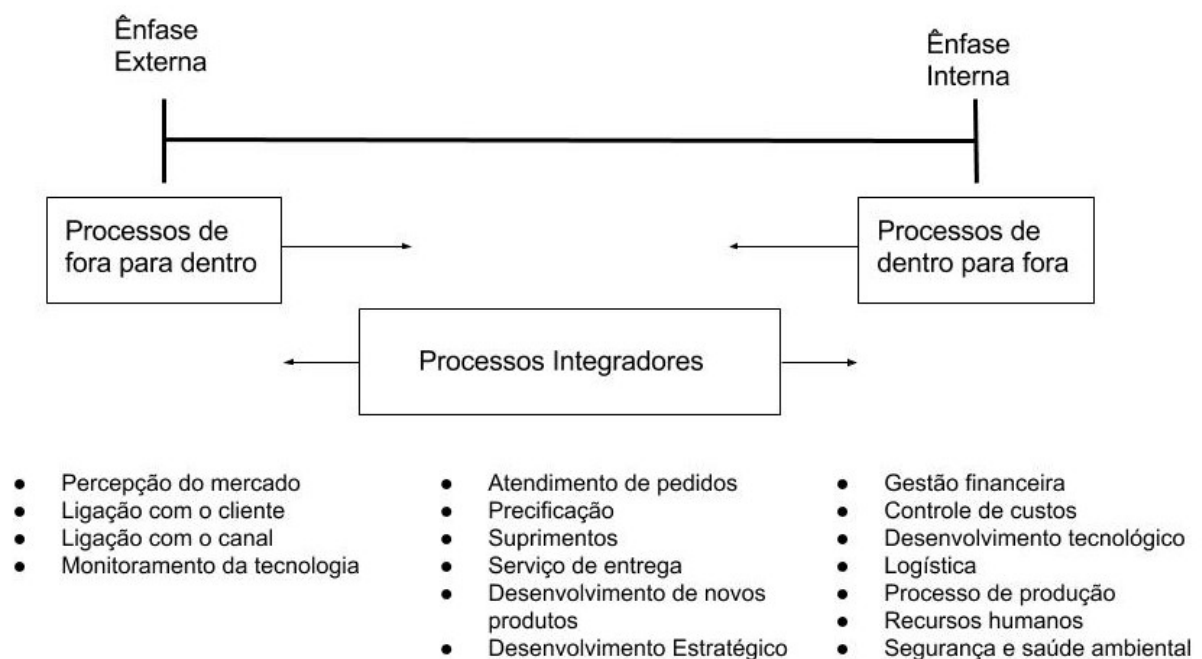 Ênfase
Externa
Ênfase
Interna
Processos de
fora para dentro
Processos de
dentro para fora
Processos Integradores
● Percepção do mercado
● Ligação com o cliente
● Ligação com o canal
● Monitoramento da tecnologia
● Atendimento de pedidos
● Precificação
● Suprimentos
● Serviço de entrega
● Desenvolvimento de novos
produtos
● Desenvolvimento Estratégico
● Gestão financeira
● Controle de custos
● Desenvolvimento tecnológico
● Logística
● Processo de produção
● Recursos humanos
● Segurança e saúde ambiental